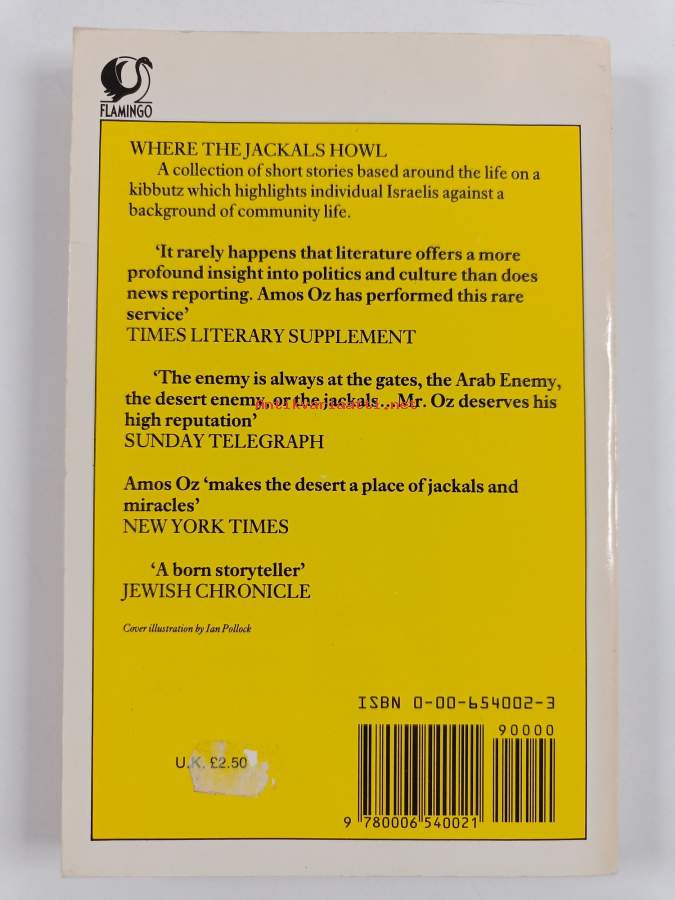 FLAMINGO
WHERE THE JACKALS HOWL
A collection of short stories based around the life on a
kibbutz which highlights individual Israelis against a
background of community life.
‘It rarely happens that literature offers a more
profound insight into politics and culture than does
news reporting. Amos Oz has performed this rare
service’
TIMES LITERARY SUPPLEMENT
‘The enemy is always at the gates, the Arab Enemy,
the desert enemy, or the jackals... Mr. Oz deserves his
high reputation’
SUNDAY TELEGRAPH
Antikvariaatti.net
Amos Oz ‘makes the desert a place of jackals and
miracles’
NEW YORK TIMES
‘A born storyteller’
JEWISH CHRONICLE
Cover illustration by Ian Pollock
ISBN 0-00-654002-3
90000
U.K. £2.50
9 780006 540021